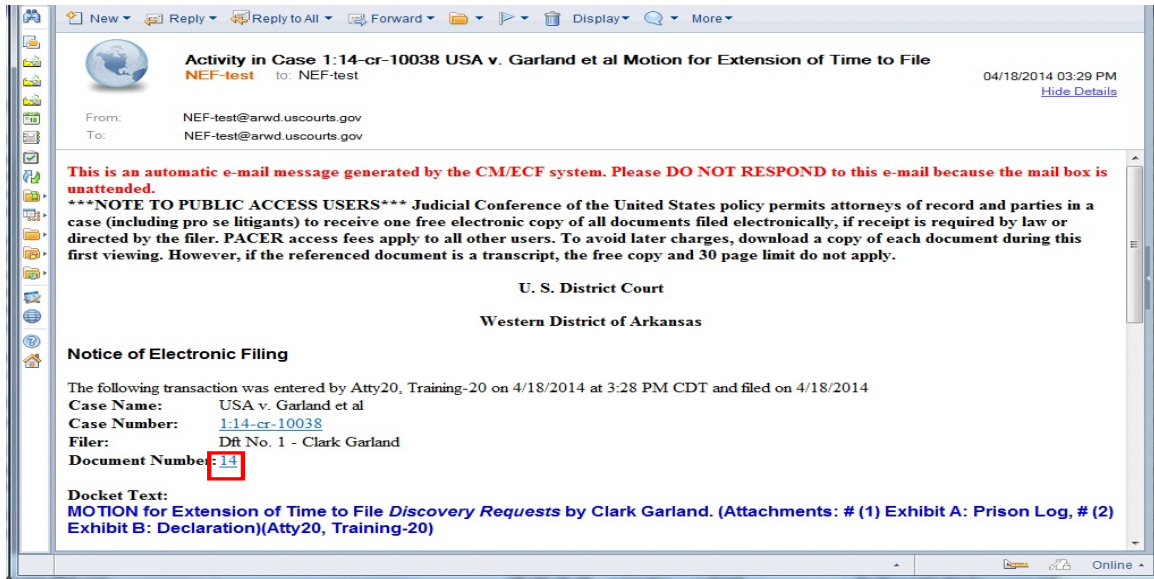 New Reply Reply to All Forward Display More
Activity in Case 1:14-cr-10038 USA v. Garland et al Motion for Extension of Time to File
NEF-test to: NEF-test
04/18/2014 03:29 PM
Hide Details
From: NEF-test@arwd.uscourts.gov
To: NEF-test@arwd.uscourts.gov
This is an automatic e-mail message generated by the CM/ECF system. Please DO NOT RESPOND to this e-mail because the mail box is
unattended.
***NOTE TO PUBLIC ACCESS USERS*** Judicial Conference of the United States policy permits attorneys of record and parties in a
case (including pro se litigants) to receive one free electronic copy of all documents filed electronically, if receipt is required by law or
directed by the filer. PACER access fees apply to all other users. To avoid later charges, download a copy of each document during this
first viewing. However, if the referenced document is a transcript, the free copy and 30 page limit do not apply.
U. S. District Court
Western District of Arkansas
Notice of Electronic Filing
The following transaction was entered by Atty20, Training-20 on 4/18/2014 at 3:28 PM CDT and filed on 4/18/2014
Case Name: USA v. Garland et al
Case Number: 1:14-cr-10038
Filer: Dft No. 1 - Clark Garland
Document Number: 14
Docket Text:
MOTION for Extension of Time to File Discovery Requests by Clark Garland. (Attachments: # (1) Exhibit A: Prison Log, # (2)
Exhibit B: Declaration)(Atty20, Training-20)
Online